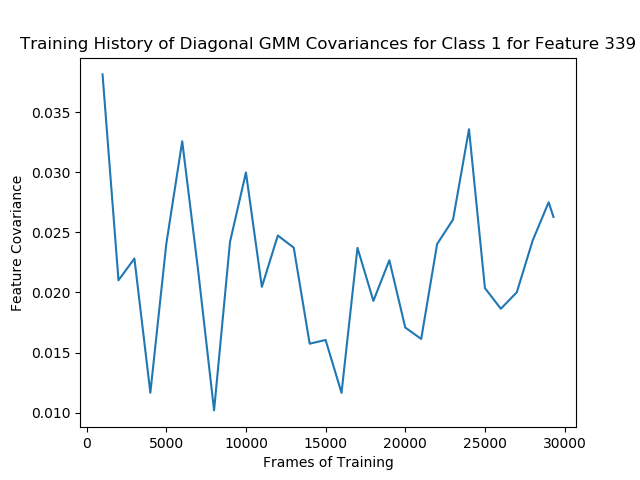 Training History of Diagonal GMM Covariances for Class 1 for Feature 339
0.035
0.030
0.025
0.020
0.015
0.010
Feature Covariance
0 5000 10000 15000 20000 25000 30000
Frames of Training